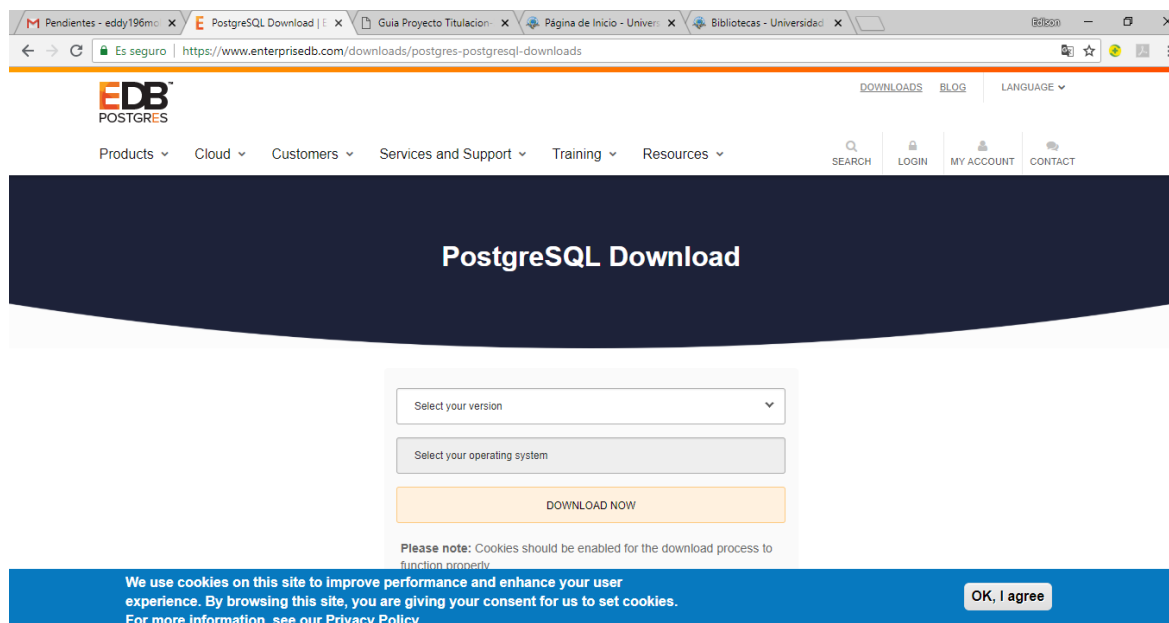 Pendientes - eddy196mo
PostgreSQL Download | E
Guia Proyecto Titulacion-
Página de Inicio - Univers
Bibliotecas - Universidad
Edison
Es seguro
https://www.enterprisedb.com/downloads/postgres-postgresql-downloads
EDB™
POSTGRES
DOWNLOADS BLOG LANGUAGE
Products Cloud Customers Services and Support Training Resources
SEARCH LOGIN MY ACCOUNT CONTACT
PostgreSQL Download
Select your version
Select your operating system
DOWNLOAD NOW
Please note: Cookies should be enabled for the download process to
function properly
We use cookies on this site to improve performance and enhance your user
experience. By browsing this site, you are giving your consent for us to set cookies.
For more information, see our Privacy Policy
OK, I agree